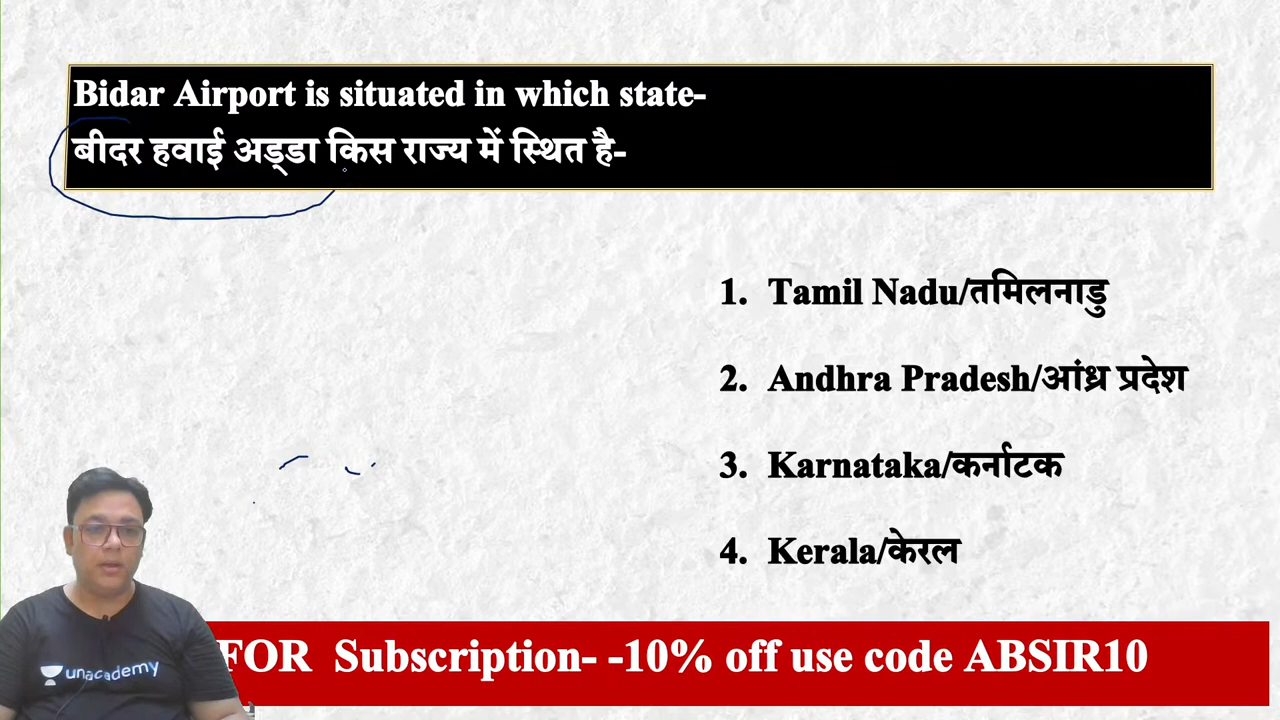 Bidar Airport is situated in which state-
बीदर हवाई अड्डा किस राज्य में स्थित है-
1. Tamil Nadu/तमिलनाडु
2. Andhra Pradesh/आंध्र प्रदेश
3. Karnataka/कर्नाटक
4. Kerala/केरल
unacademy
FOR Subscription- -10% off use code ABSIR10